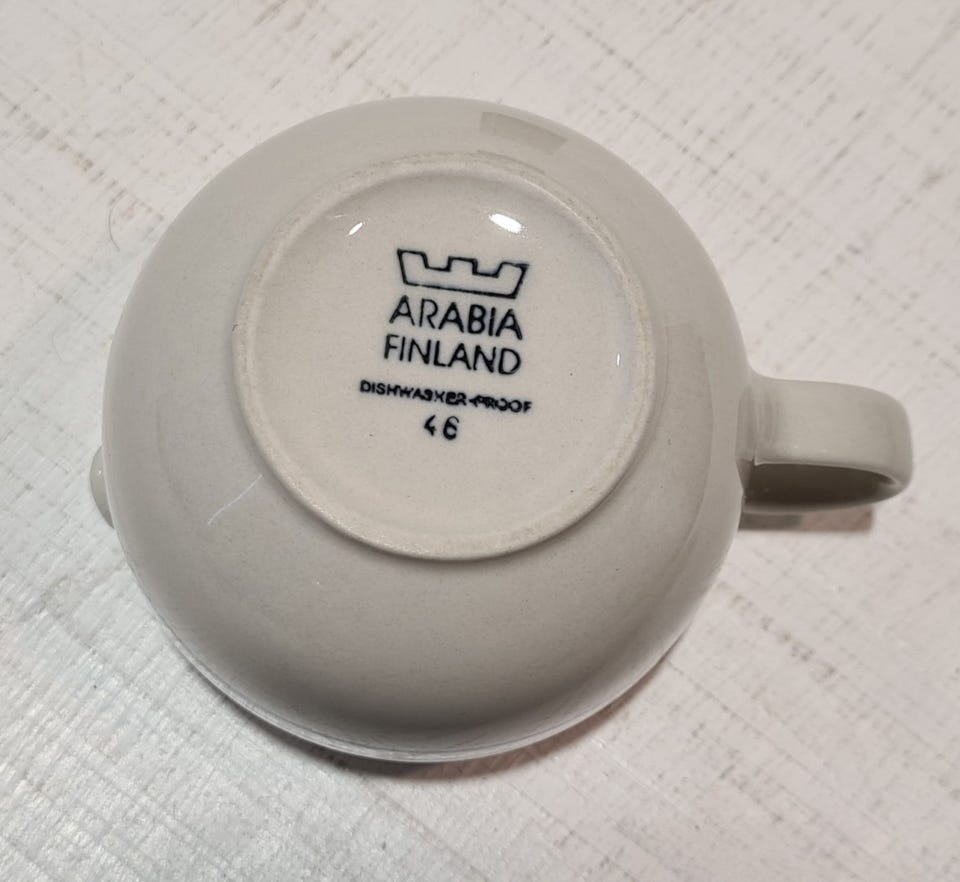 ARABIA
FINLAND
DISHWASHER-PROOF
46